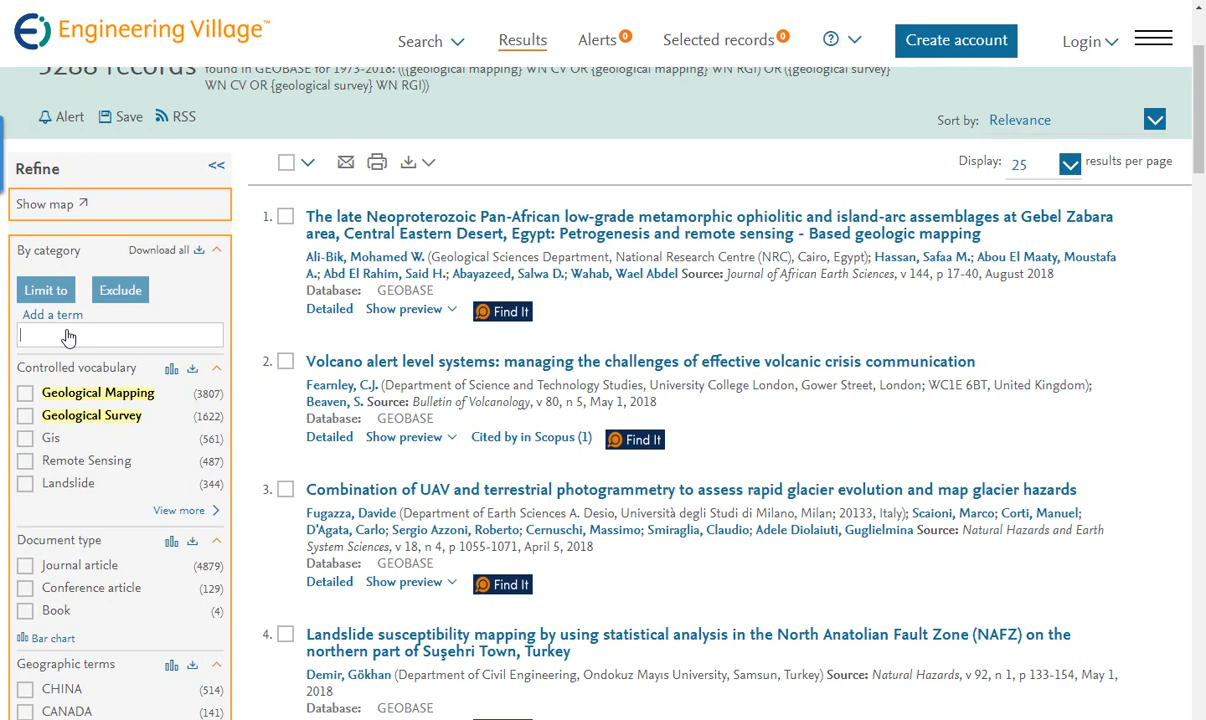 Engineering Village™
Search
Results
Alerts 0
Selected records 0
?
Create account
Login
5288 records
found in GEOBASE for 1973-2018: (({geological mapping} WN CV OR {geological mapping} WN RGI) OR ({geological survey}
WN CV OR {geological survey} WN RGI))
Alert Save RSS
Sort by: Relevance
Refine <<
Show map
By category Download all
Limit to Exclude
Add a term
Controlled vocabulary
Geological Mapping (3807)
Geological Survey (1622)
Gis (561)
Remote Sensing (487)
Landslide (344)
View more
Document type
Journal article (4879)
Conference article (129)
Book (4)
Bar chart
Geographic terms
CHINA (514)
CANADA (141)
Display: 25 results per page
1. The late Neoproterozoic Pan-African low-grade metamorphic ophiolitic and island-arc assemblages at Gebel Zabara
area, Central Eastern Desert, Egypt: Petrogenesis and remote sensing - Based geologic mapping
Ali-Bik, Mohamed W. (Geological Sciences Department, National Research Centre (NRC), Cairo, Egypt); Hassan, Safaa M.; Abou El Maaty, Moustafa
A.; Abd El Rahim, Said H.; Abayazeed, Salwa D.; Wahab, Wael Abdel Source: Journal of African Earth Sciences, v 144, p 17-40, August 2018
Database: GEOBASE
Detailed Show preview Find It
2. Volcano alert level systems: managing the challenges of effective volcanic crisis communication
Fearnley, C.J. (Department of Science and Technology Studies, University College London, Gower Street, London; WC1E 6BT, United Kingdom);
Beaven, S. Source: Bulletin of Volcanology, v 80, n 5, May 1, 2018
Database: GEOBASE
Detailed Show preview Cited by in Scopus (1) Find It
3. Combination of UAV and terrestrial photogrammetry to assess rapid glacier evolution and map glacier hazards
Fugazza, Davide (Department of Earth Sciences A. Desio, Università degli Studi di Milano, Milan; 20133, Italy); Scaioni, Marco; Corti, Manuel;
D'Agata, Carlo; Sergio Azzoni, Roberto; Cernuschi, Massimo; Smiraglia, Claudio; Adele Diolaiuti, Guglielmina Source: Natural Hazards and Earth
System Sciences, v 18, n 4, p 1055-1071, April 5, 2018
Database: GEOBASE
Detailed Show preview Find It
4. Landslide susceptibility mapping by using statistical analysis in the North Anatolian Fault Zone (NAFZ) on the
northern part of Suşehri Town, Turkey
Demir, Gökhan (Department of Civil Engineering, Ondokuz Mayıs University, Samsun, Turkey) Source: Natural Hazards, v 92, n 1, p 133-154, May 1,
2018
Database: GEOBASE